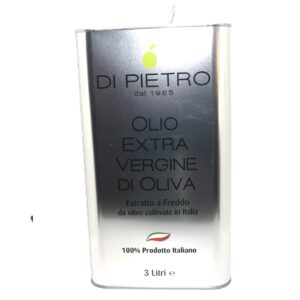 DI PIETRO
dal 1965
OLIO
EXTRA
VERGINE
DI OLIVA
Estratto a Freddo
da olive coltivate in Italia
100% Prodotto Italiano
3 Litri e